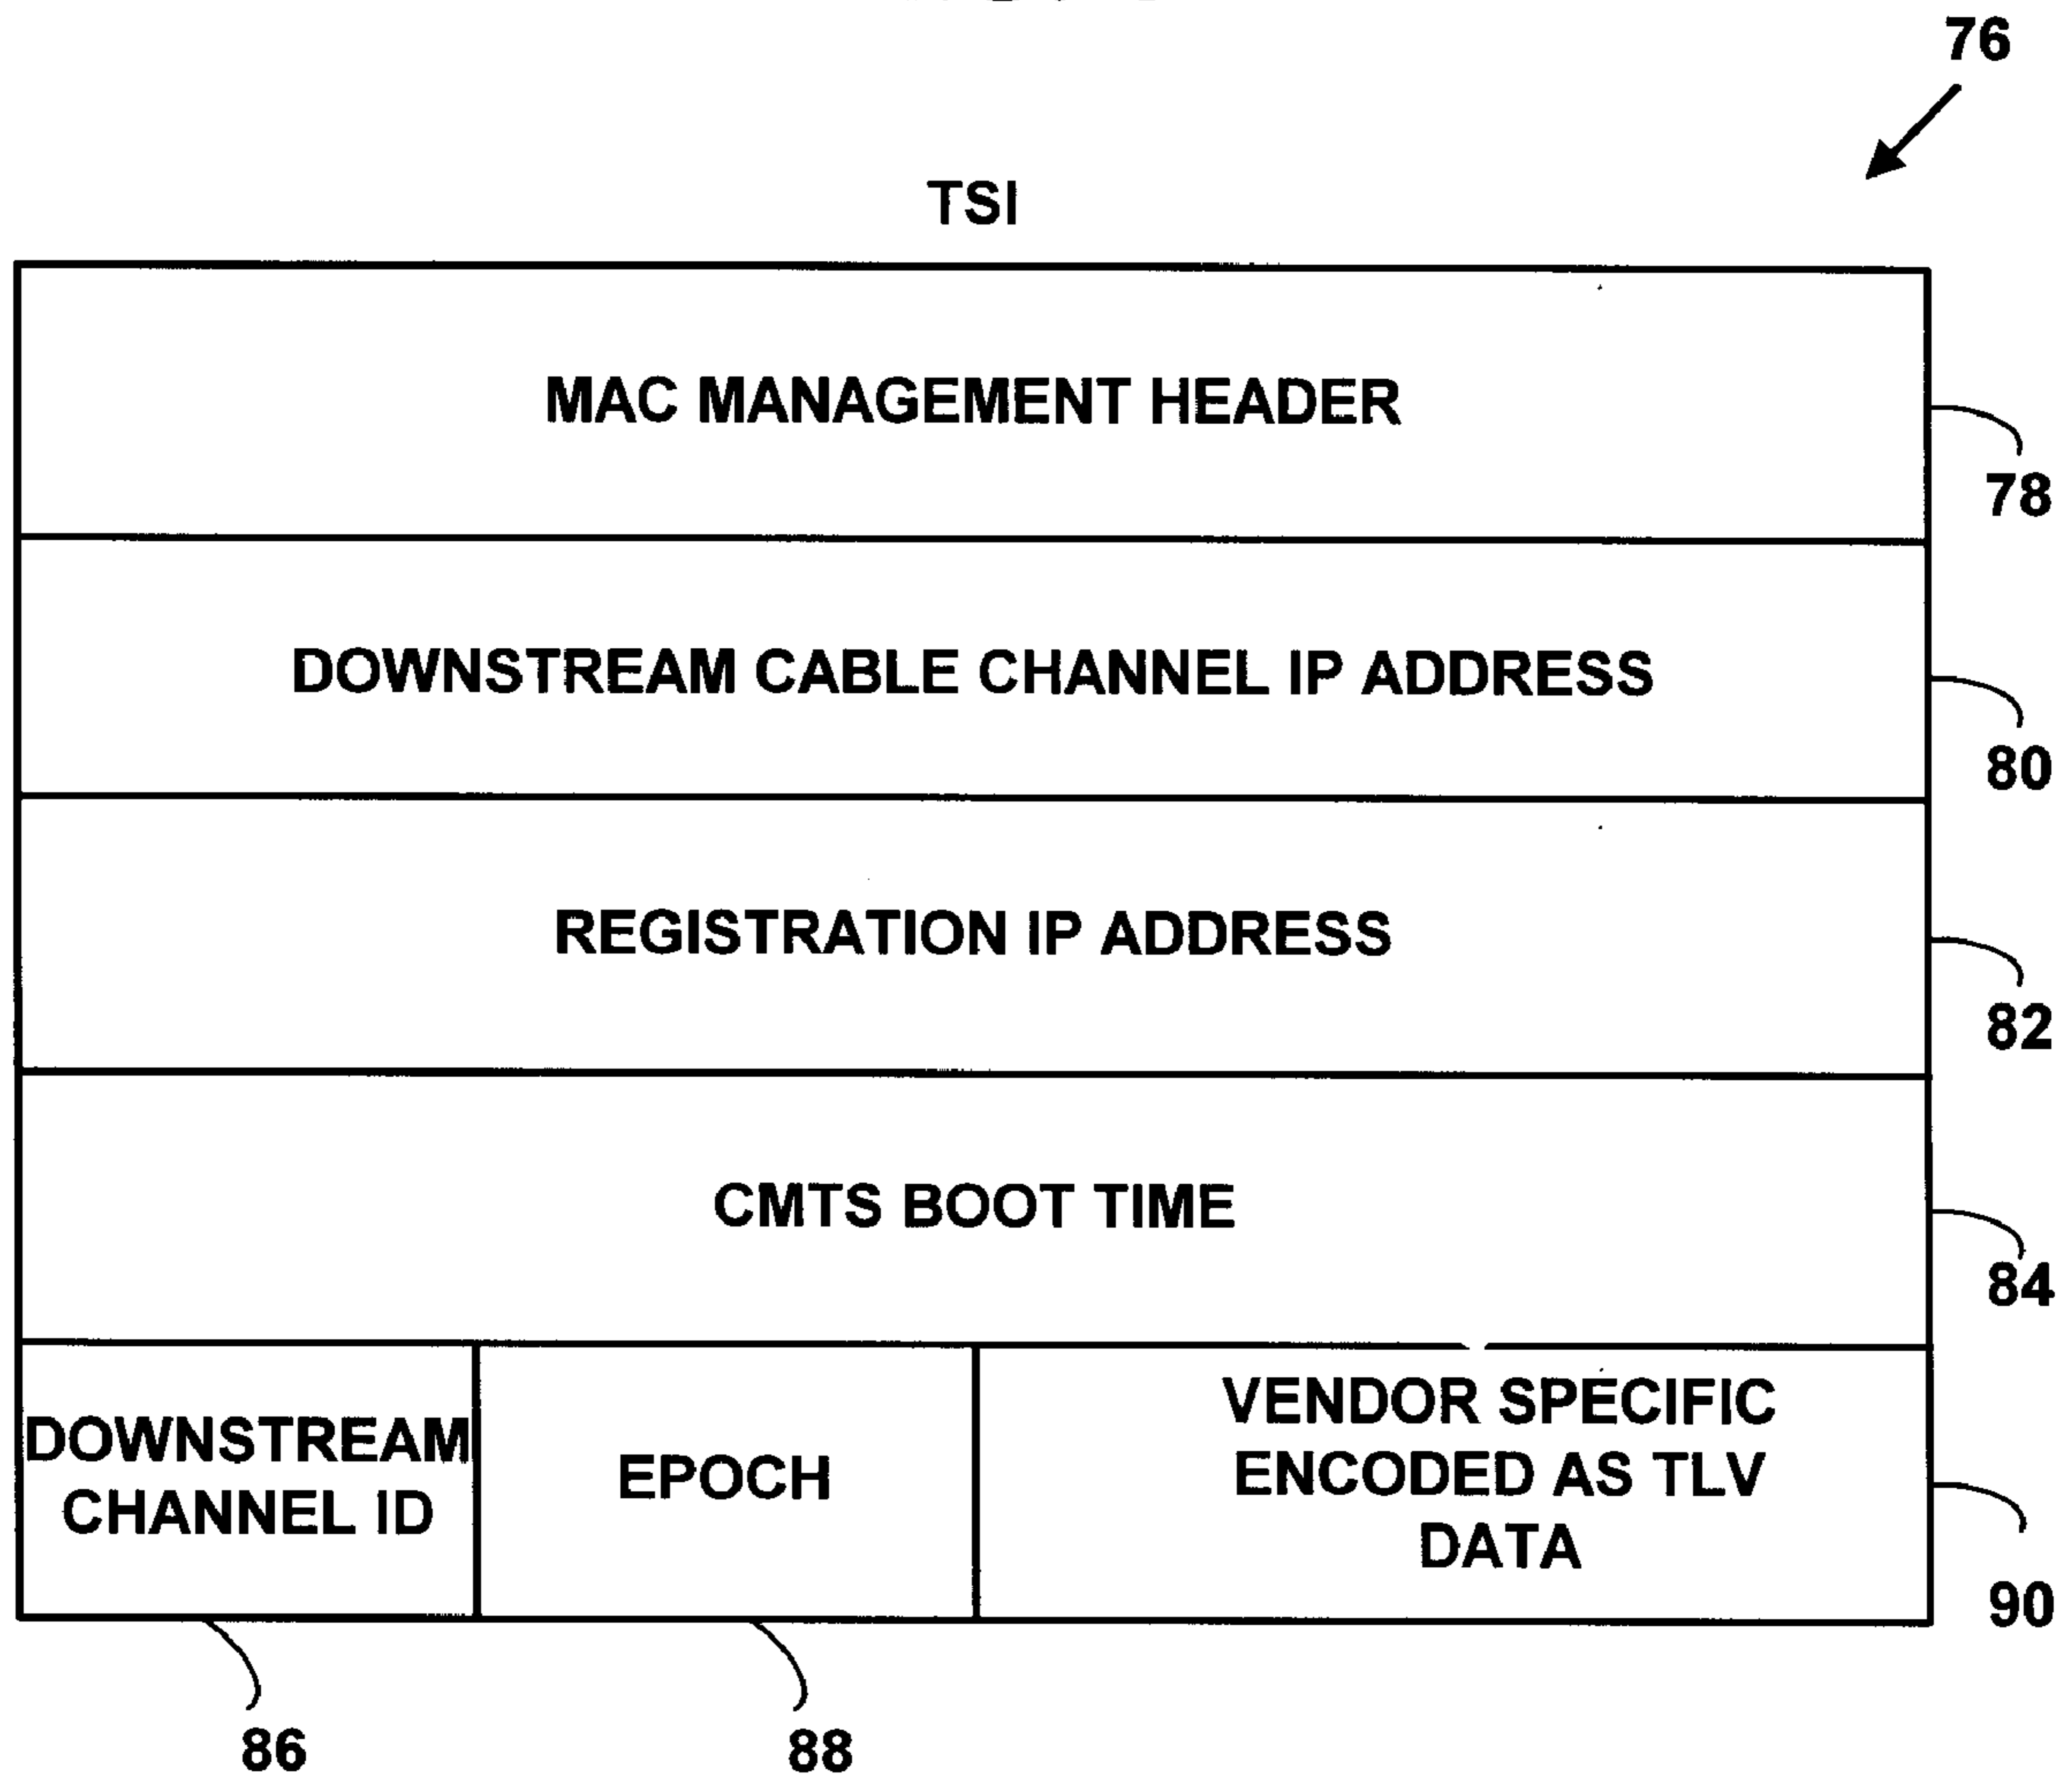 76
TSI
MAC MANAGEMENT HEADER
78
DOWNSTREAM CABLE CHANNEL IP ADDRESS
80
REGISTRATION IP ADDRESS
82
CMTS BOOT TIME
84
DOWNSTREAM
CHANNEL ID
EPOCH
VENDOR SPECIFIC
ENCODED AS TLV
DATA
90
86
88